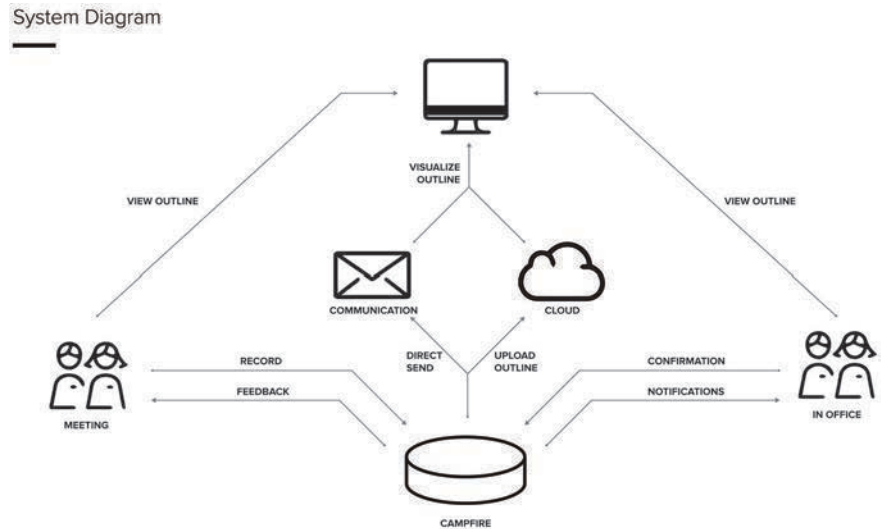 System Diagram
VISUALIZE
OUTLINE
VIEW OUTLINE
VIEW OUTLINE
COMMUNICATION
CLOUD
RECORD
DIRECT
SEND
UPLOAD
OUTLINE
CONFIRMATION
FEEDBACK
NOTIFICATIONS
MEETING
IN OFFICE
CAMPFIRE